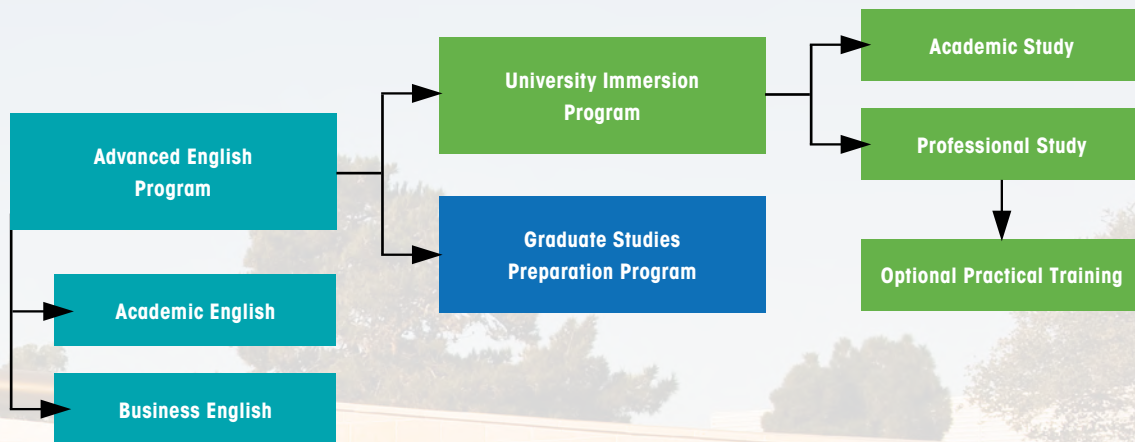 Advanced English
Program
Academic English
Business English
University Immersion
Program
Graduate Studies
Preparation Program
Academic Study
Professional Study
Optional Practical Training